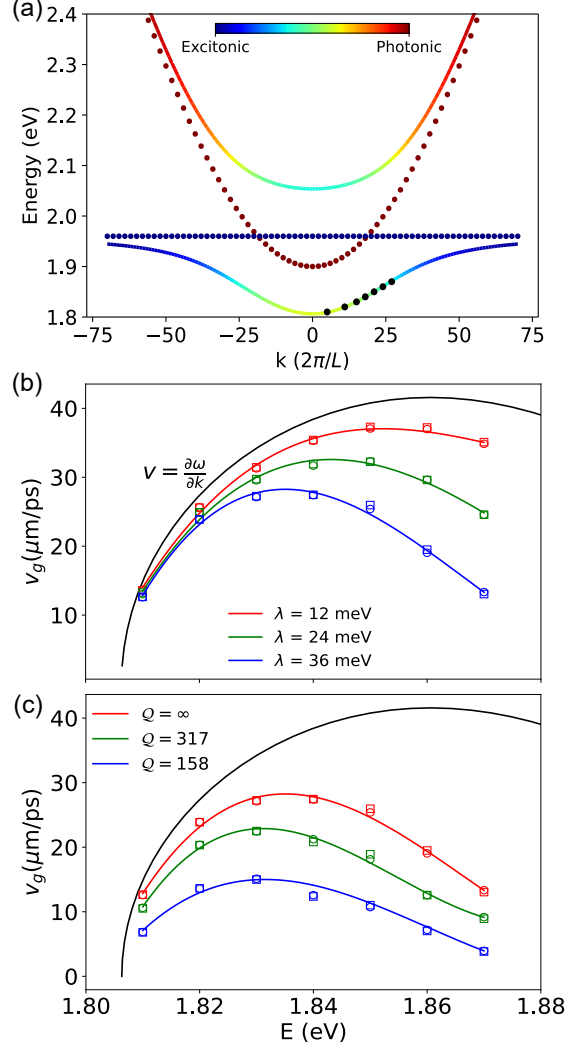 (a)
Excitonic
Photonic
Energy (eV)
2.4
2.3
2.2
2.1
2.0
1.9
1.8
−75 −50 −25 0 25 50 75
k (2π/L)
(b)
v_g(μm/ps)
40
30
20
10
v = ∂ω/∂k
λ = 12 meV
λ = 24 meV
λ = 36 meV
(c)
v_g(μm/ps)
40
30
20
10
0
𝒬 = ∞
𝒬 = 317
𝒬 = 158
1.80 1.82 1.84 1.86 1.88
E (eV)